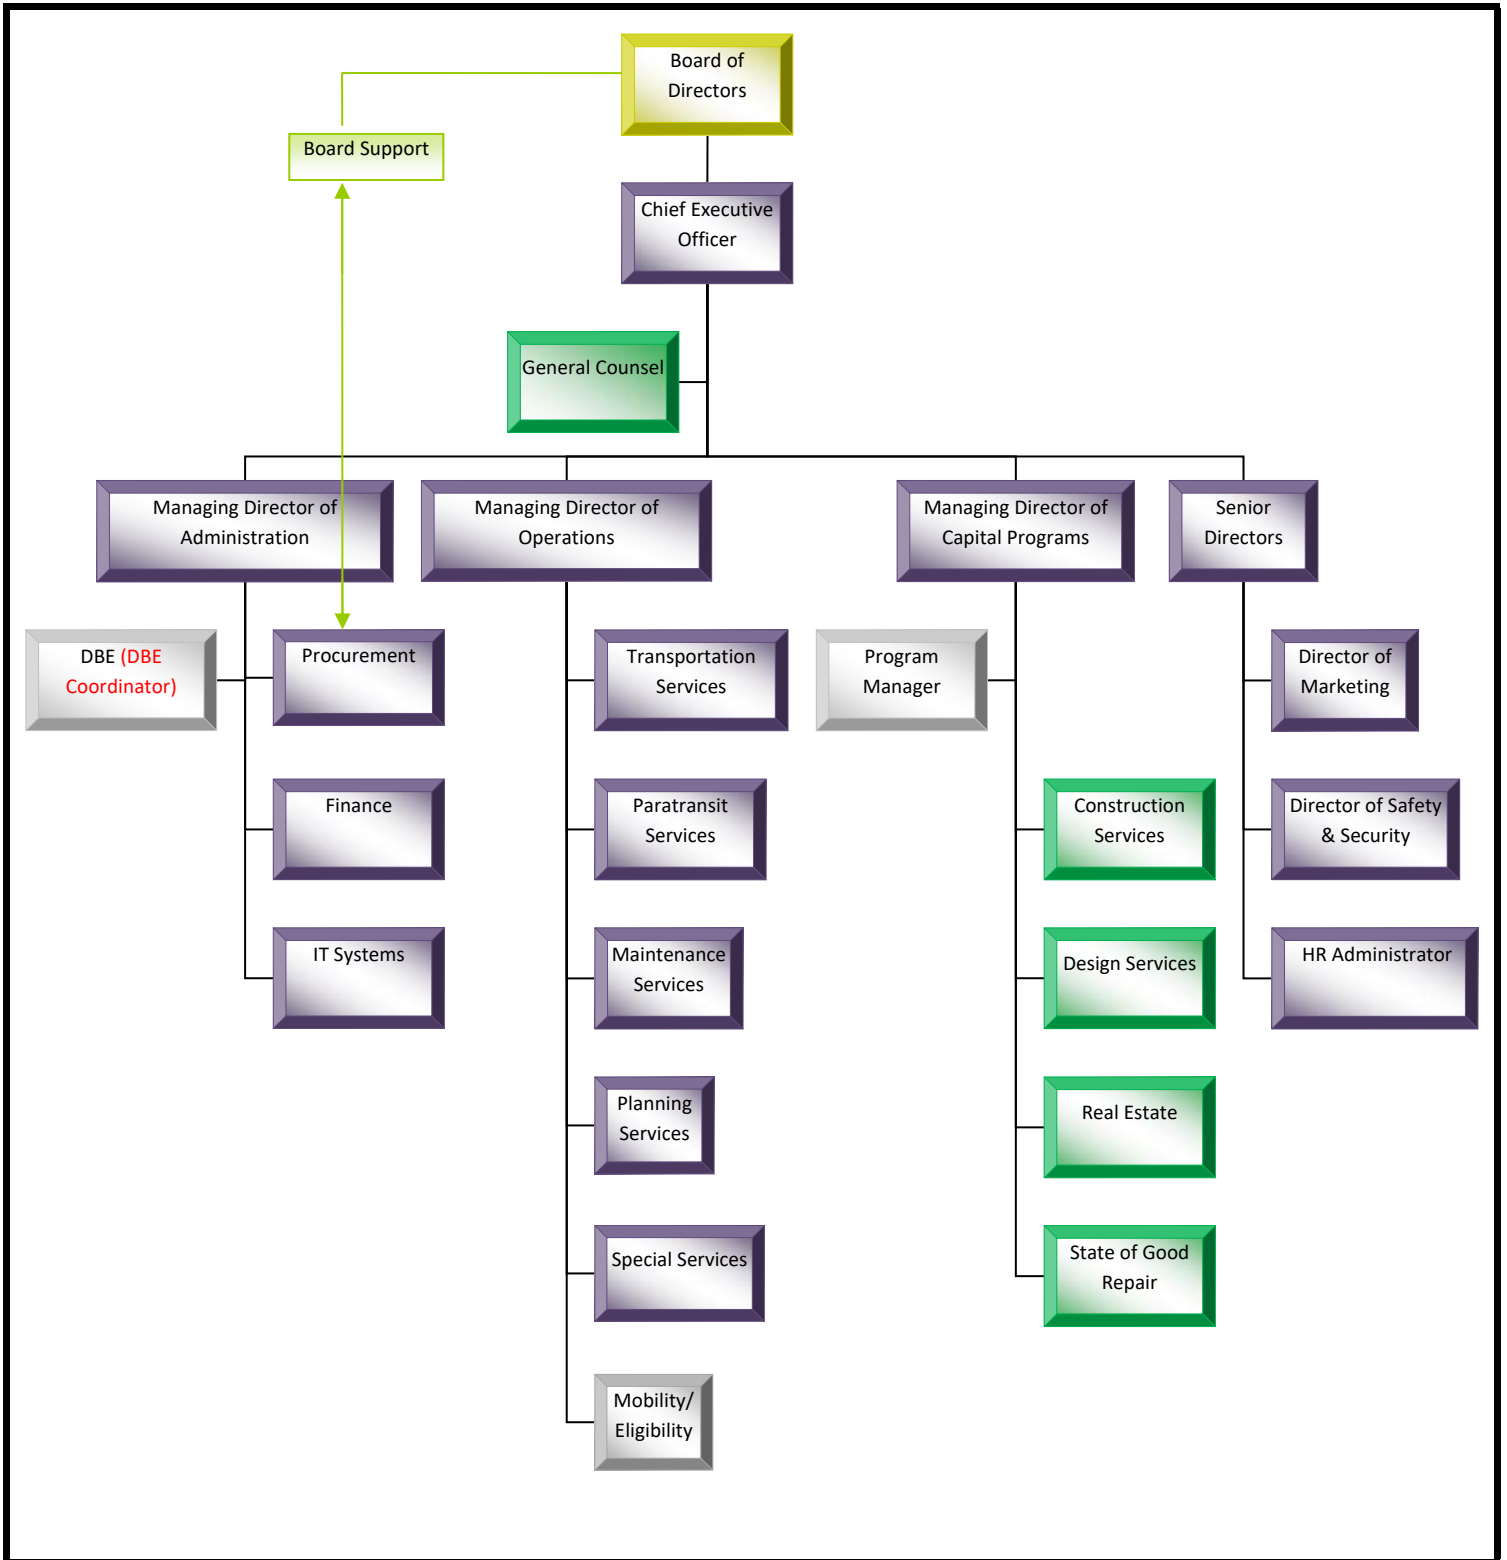 Board of
Directors
Board Support
Chief Executive
Officer
General Counsel
Managing Director of
Administration
Managing Director of
Operations
Managing Director of
Capital Programs
Senior
Directors
DBE (DBE
Coordinator)
Procurement
Transportation
Services
Program
Manager
Director of
Marketing
Finance
Paratransit
Services
Construction
Services
Director of Safety
& Security
IT Systems
Maintenance
Services
Design Services
HR Administrator
Planning
Services
Real Estate
Special Services
State of Good
Repair
Mobility/
Eligibility